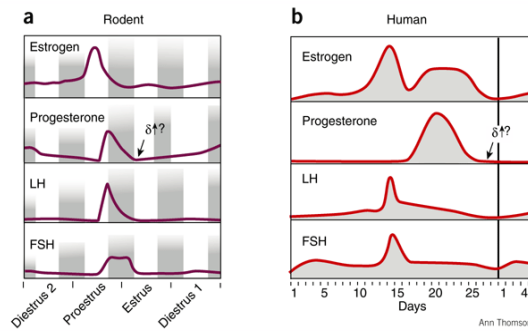 a
Rodent
Estrogen
Progesterone
δ↑?
LH
FSH
Diestrus 2
Proestrus
Estrus
Diestrus 1
b
Human
Estrogen
Progesterone
δ↑?
LH
FSH
1 5 10 15 20 25 1 4
Days
Ann Thomson